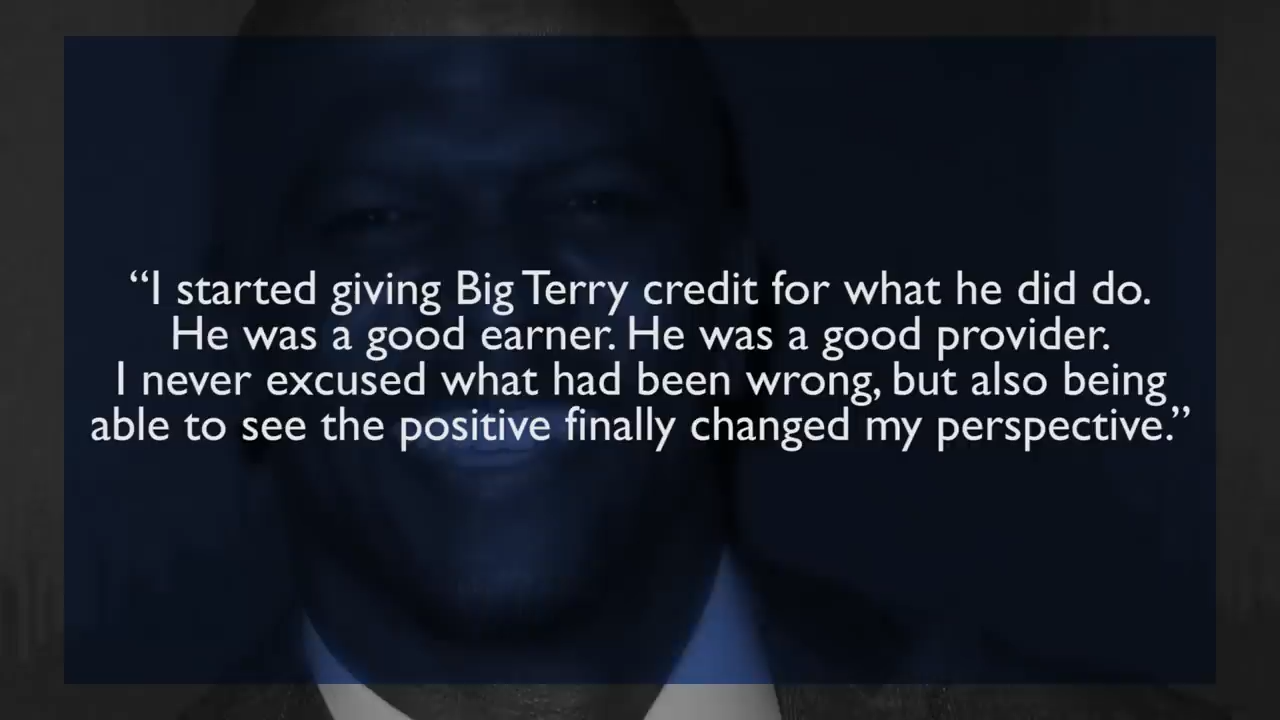 “I started giving Big Terry credit for what he did do.
He was a good earner. He was a good provider.
I never excused what had been wrong, but also being
able to see the positive finally changed my perspective.”